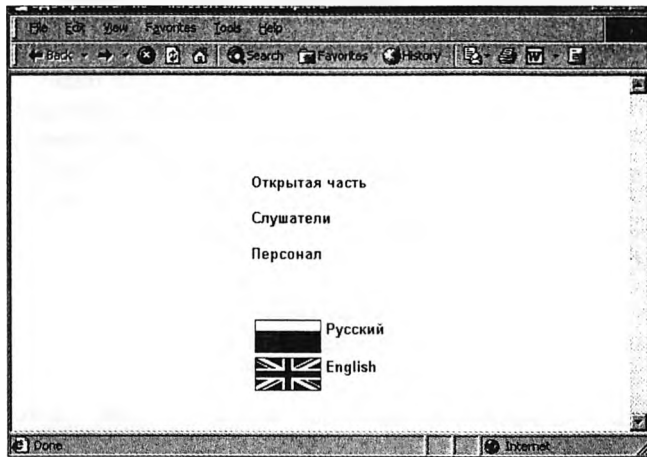 File Edit View Favorites Tools Help
Back Search Favorites History
Открытая часть
Слушатели
Персонал
Русский
English
Done Internet